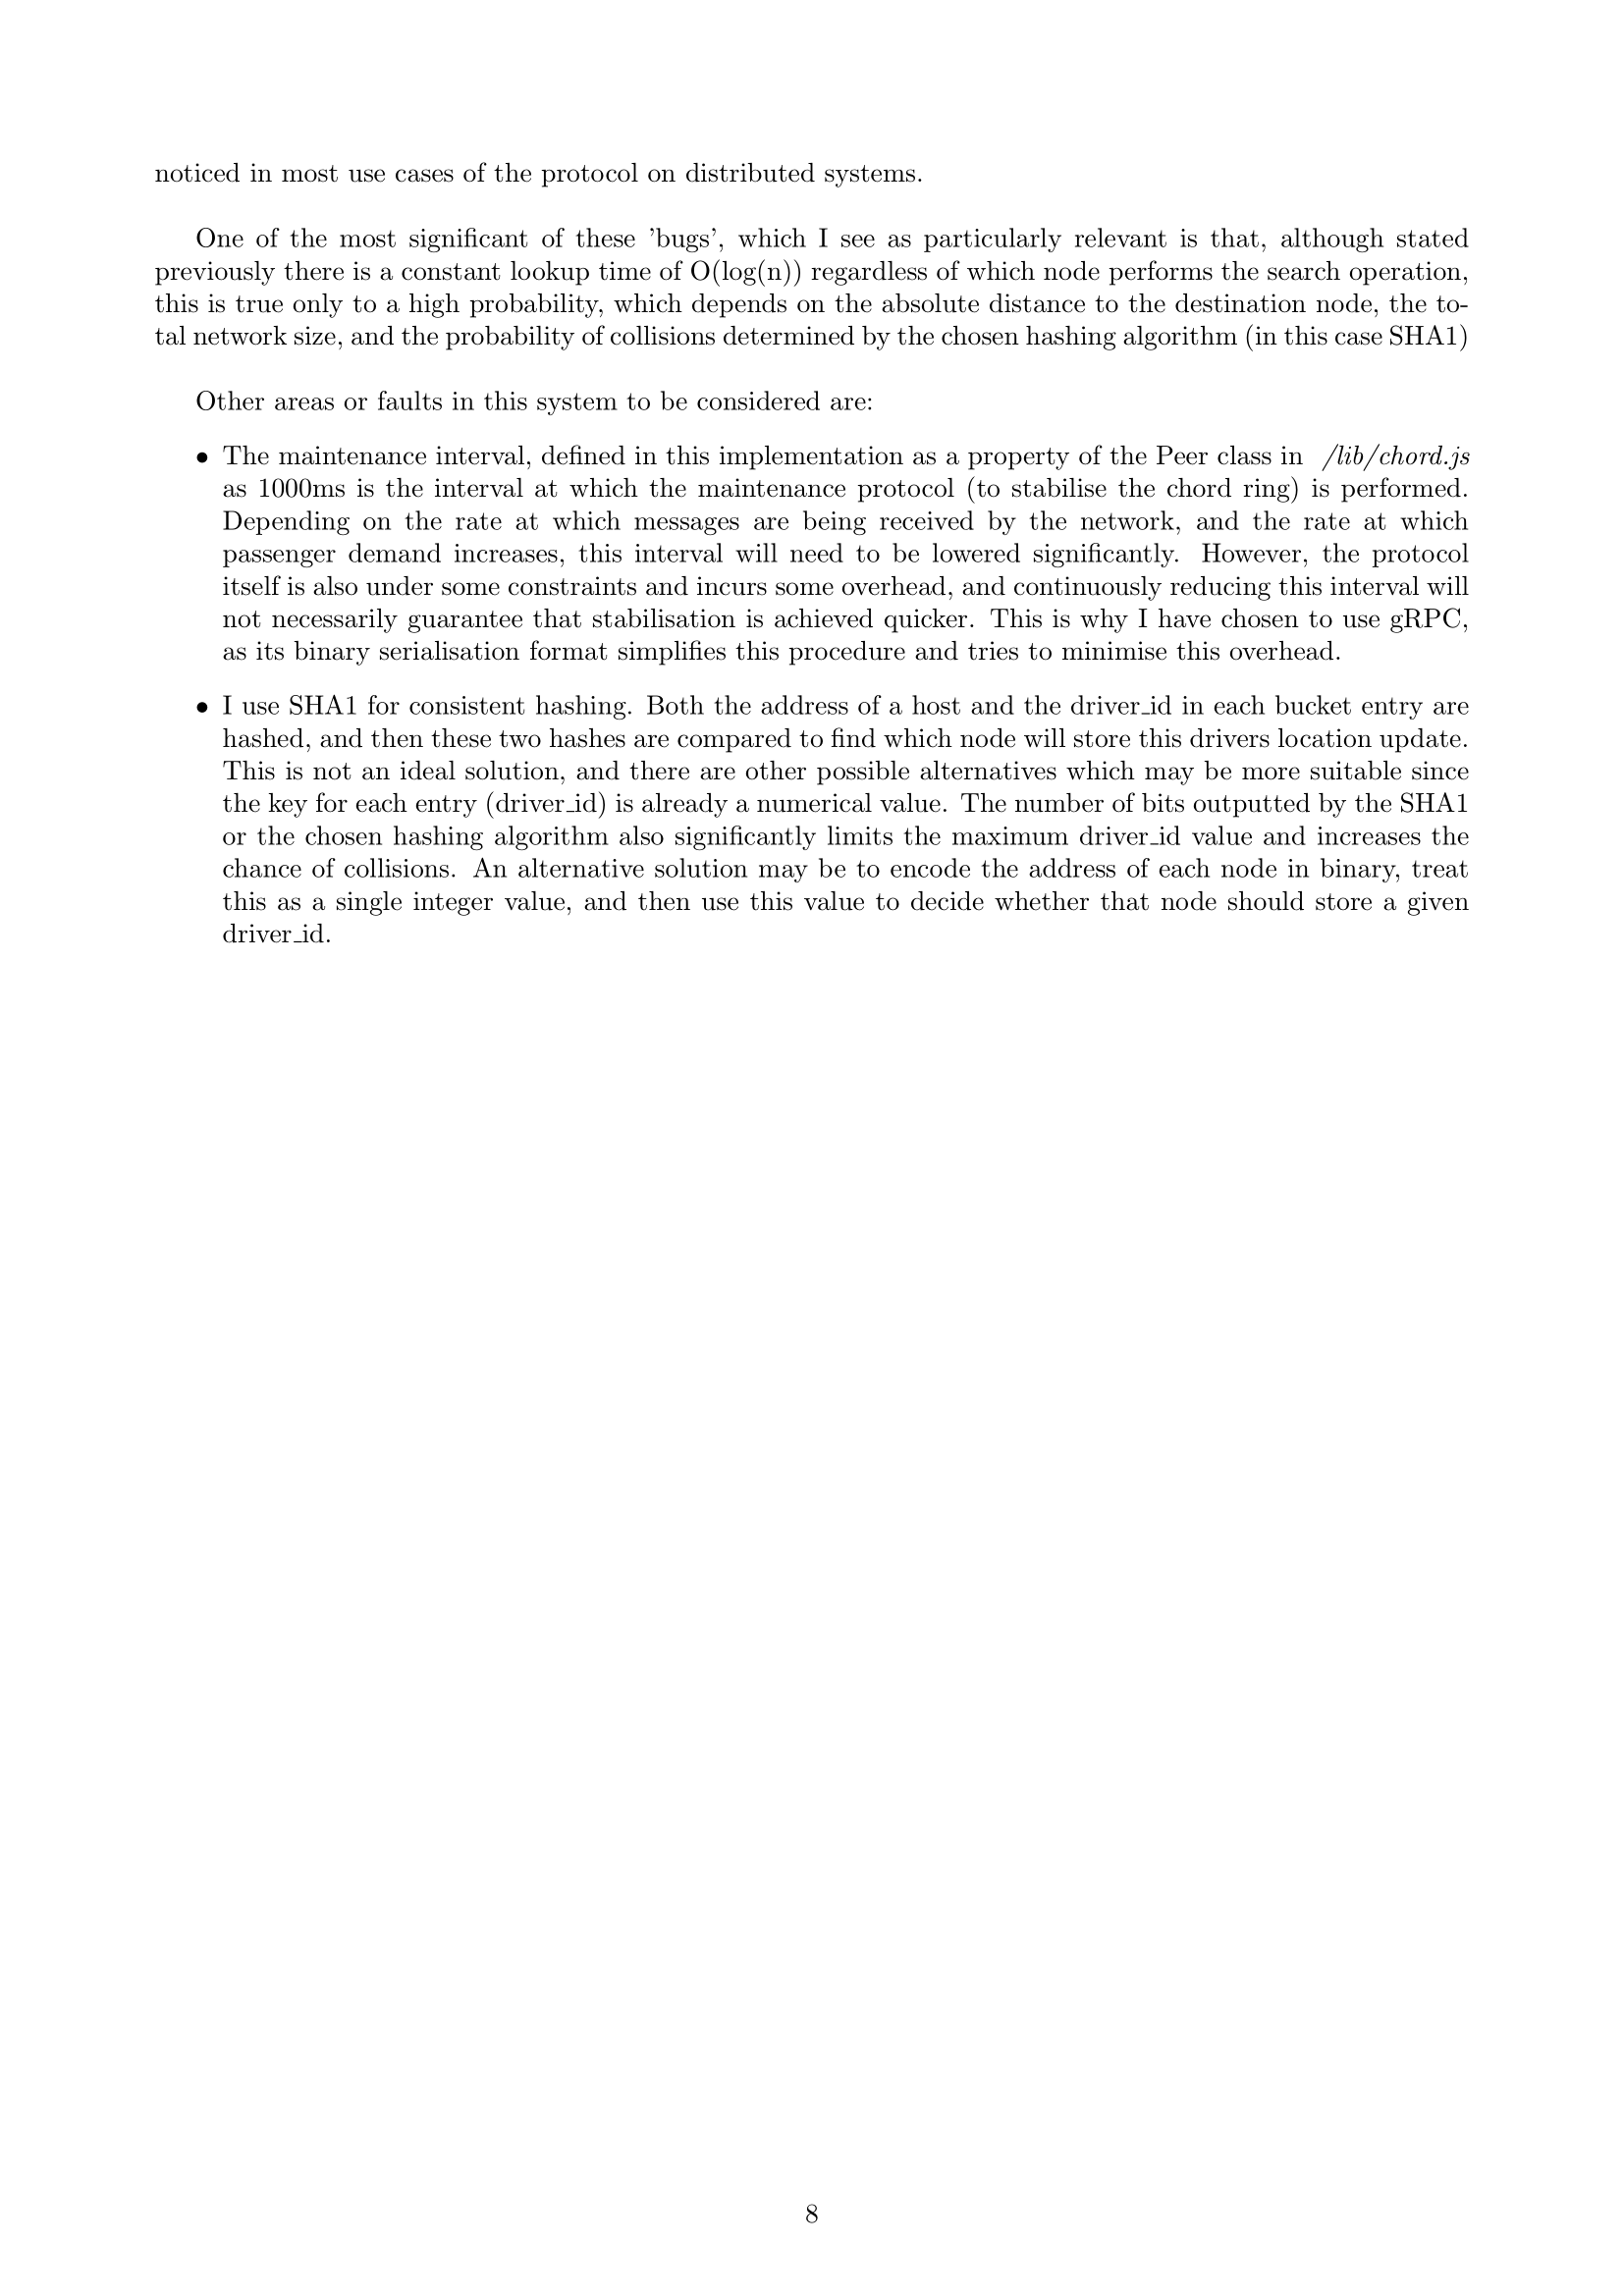 noticed in most use cases of the protocol on distributed systems.
One of the most significant of these 'bugs', which I see as particularly relevant is that, although stated
previously there is a constant lookup time of O(log(n)) regardless of which node performs the search operation,
this is true only to a high probability, which depends on the absolute distance to the destination node, the to-
tal network size, and the probability of collisions determined by the chosen hashing algorithm (in this case SHA1)
Other areas or faults in this system to be considered are:
• The maintenance interval, defined in this implementation as a property of the Peer class in /lib/chord.js
as 1000ms is the interval at which the maintenance protocol (to stabilise the chord ring) is performed.
Depending on the rate at which messages are being received by the network, and the rate at which
passenger demand increases, this interval will need to be lowered significantly. However, the protocol
itself is also under some constraints and incurs some overhead, and continuously reducing this interval will
not necessarily guarantee that stabilisation is achieved quicker. This is why I have chosen to use gRPC,
as its binary serialisation format simplifies this procedure and tries to minimise this overhead.
• I use SHA1 for consistent hashing. Both the address of a host and the driver_id in each bucket entry are
hashed, and then these two hashes are compared to find which node will store this drivers location update.
This is not an ideal solution, and there are other possible alternatives which may be more suitable since
the key for each entry (driver_id) is already a numerical value. The number of bits outputted by the SHA1
or the chosen hashing algorithm also significantly limits the maximum driver_id value and increases the
chance of collisions. An alternative solution may be to encode the address of each node in binary, treat
this as a single integer value, and then use this value to decide whether that node should store a given
driver_id.
8